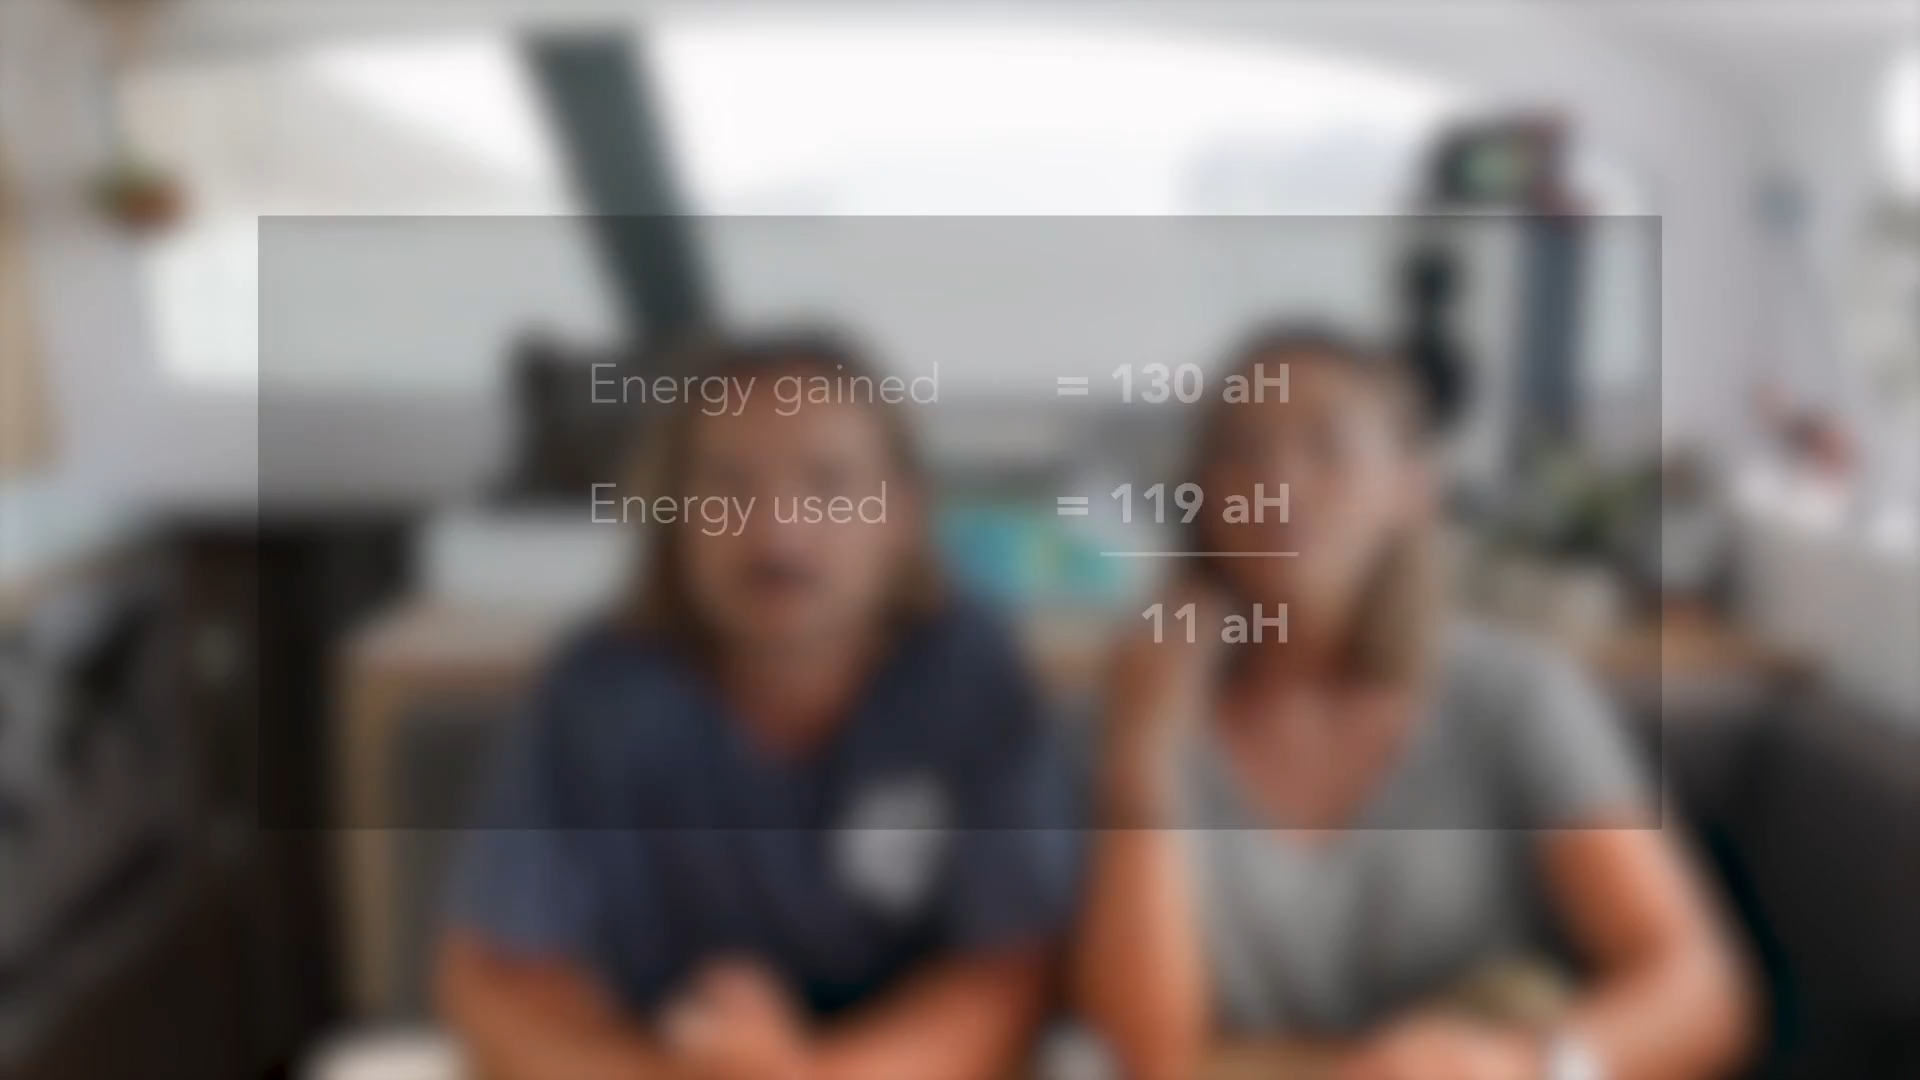 Energy gained = 130 aH
Energy used = 119 aH
11 aH